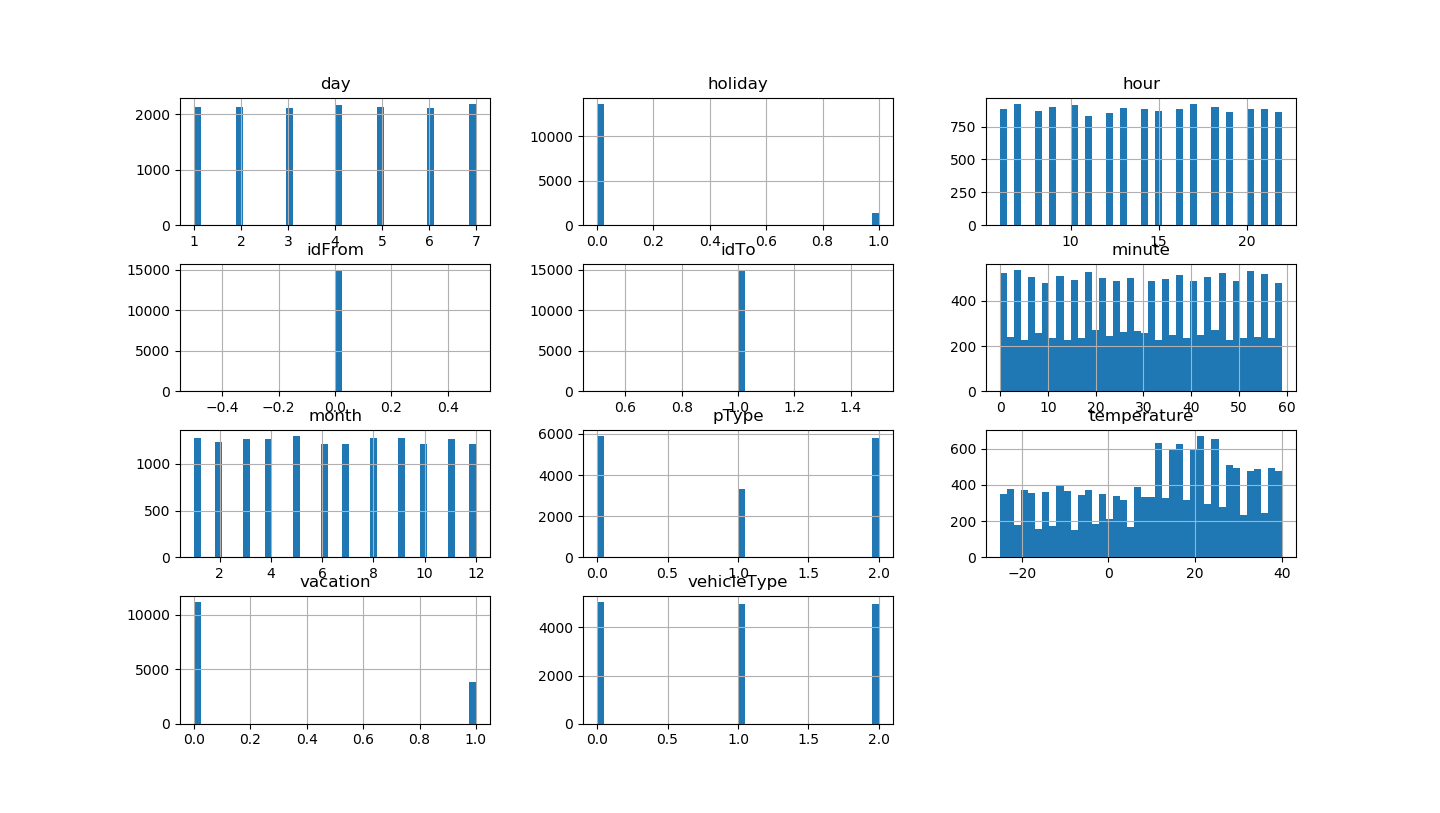 day
2000
1000
0
1 2 3 4 5 6 7
holiday
10000
5000
0
0.0 0.2 0.4 0.6 0.8 1.0
hour
750
500
250
0
10 15 20
idFrom
15000
10000
5000
0
−0.4 −0.2 0.0 0.2 0.4
idTo
15000
10000
5000
0
0.6 0.8 1.0 1.2 1.4
minute
400
200
0
0 10 20 30 40 50 60
month
1000
500
0
2 4 6 8 10 12
pType
6000
4000
2000
0
0.0 0.5 1.0 1.5 2.0
temperature
600
400
200
0
−20 0 20 40
vacation
10000
5000
0
0.0 0.2 0.4 0.6 0.8 1.0
vehicleType
4000
2000
0
0.0 0.5 1.0 1.5 2.0